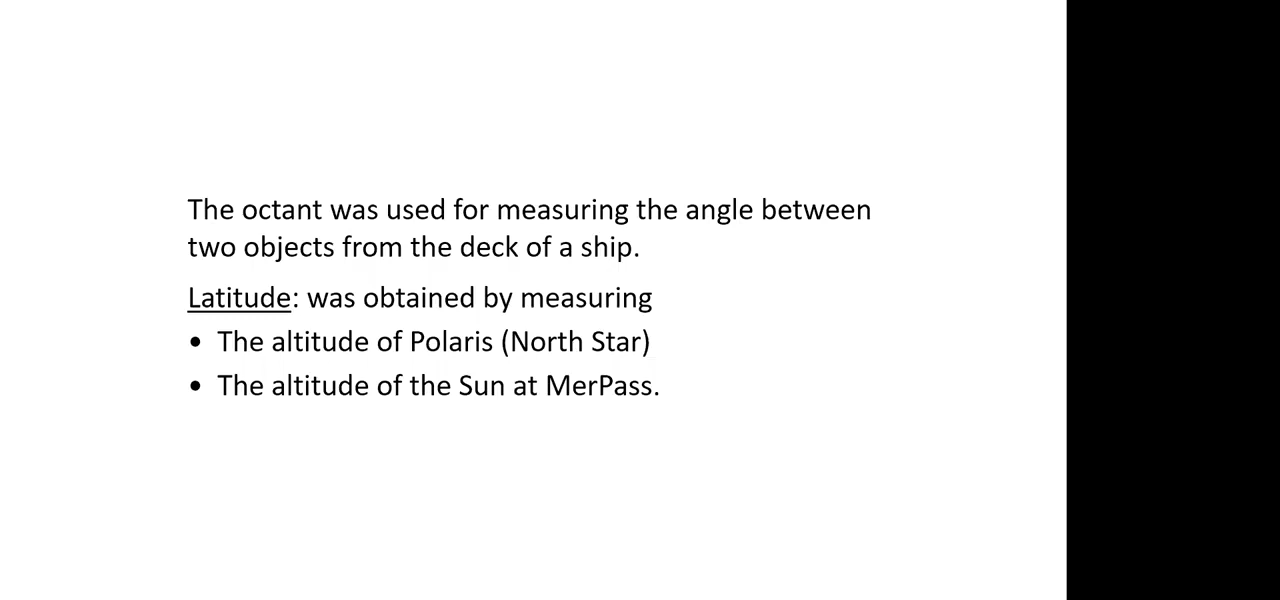 The octant was used for measuring the angle between
two objects from the deck of a ship.
Latitude: was obtained by measuring
• The altitude of Polaris (North Star)
• The altitude of the Sun at MerPass.